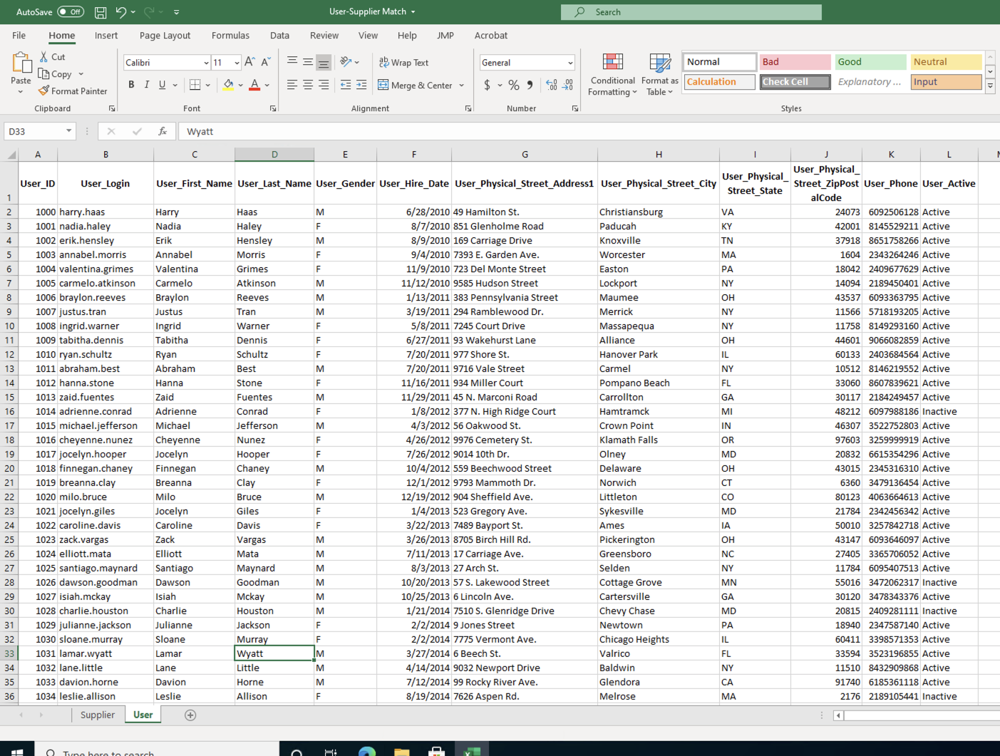 AutoSave Off User-Supplier Match Search
File Home Insert Page Layout Formulas Data Review View Help JMP Acrobat
Paste Cut Copy Format Painter Clipboard
Calibri 11 A A B I U A Font
ab Wrap Text Merge & Center Alignment
General $ % Number
Conditional Formatting Format as Table
Normal Bad Good Neutral
Calculation Check Cell Explanatory ... Input
Styles
D33 fx Wyatt
A B C D E F G H I J K L
1 User_ID User_Login User_First_Name User_Last_Name User_Gender User_Hire_Date User_Physical_Street_Address1 User_Physical_Street_City User_Physical_Street_State User_Physical_Street_ZipPostalCode User_Phone User_Active
2 1000 harry.haas Harry Haas M 6/28/2010 49 Hamilton St. Christiansburg VA 24073 6092506128 Active
3 1001 nadia.haley Nadia Haley F 8/7/2010 851 Glenholme Road Paducah KY 42001 8145529211 Active
4 1002 erik.hensley Erik Hensley M 8/9/2010 169 Carriage Drive Knoxville TN 37918 8651758266 Active
5 1003 annabel.morris Annabel Morris F 9/4/2010 7393 E. Garden Ave. Worcester MA 1604 2343264246 Active
6 1004 valentina.grimes Valentina Grimes F 11/9/2010 723 Del Monte Street Easton PA 18042 2409677629 Active
7 1005 carmelo.atkinson Carmelo Atkinson M 11/12/2010 9585 Hudson Street Lockport NY 14094 2189450401 Active
8 1006 braylon.reeves Braylon Reeves M 1/13/2011 383 Pennsylvania Street Maumee OH 43537 6093363795 Active
9 1007 justus.tran Justus Tran M 3/19/2011 294 Ramblewood Dr. Merrick NY 11566 5718193205 Active
10 1008 ingrid.warner Ingrid Warner F 5/8/2011 7245 Court Drive Massapequa NY 11758 8149293160 Active
11 1009 tabitha.dennis Tabitha Dennis F 6/27/2011 93 Wakehurst Lane Alliance OH 44601 9066082859 Active
12 1010 ryan.schultz Ryan Schultz F 7/20/2011 977 Shore St. Hanover Park IL 60133 2403684564 Active
13 1011 abraham.best Abraham Best M 7/20/2011 9716 Vale Street Carmel NY 10512 8146219552 Active
14 1012 hanna.stone Hanna Stone F 11/16/2011 934 Miller Court Pompano Beach FL 33060 8607839621 Active
15 1013 zaid.fuentes Zaid Fuentes M 11/29/2011 45 N. Marconi Road Carrollton GA 30117 2184249457 Active
16 1014 adrienne.conrad Adrienne Conrad F 1/8/2012 377 N. High Ridge Court Hamtramck MI 48212 6097988186 Inactive
17 1015 michael.jefferson Michael Jefferson M 4/3/2012 56 Oakwood St. Crown Point IN 46307 3522752803 Active
18 1016 cheyenne.nunez Cheyenne Nunez F 4/26/2012 9976 Cemetery St. Klamath Falls OR 97603 3259999919 Active
19 1017 jocelyn.hooper Jocelyn Hooper F 7/26/2012 9014 10th Dr. Olney MD 20832 6615354296 Active
20 1018 finnegan.chaney Finnegan Chaney M 10/4/2012 559 Beechwood Street Delaware OH 43015 2345316310 Active
21 1019 breanna.clay Breanna Clay F 12/1/2012 9793 Mammoth Dr. Norwich CT 6360 3479136454 Active
22 1020 milo.bruce Milo Bruce M 12/19/2012 904 Sheffield Ave. Littleton CO 80123 4063664613 Active
23 1021 jocelyn.giles Jocelyn Giles F 1/4/2013 523 Gregory Ave. Sykesville MD 21784 2342456342 Active
24 1022 caroline.davis Caroline Davis F 3/22/2013 7489 Bayport St. Ames IA 50010 3257842718 Active
25 1023 zack.vargas Zack Vargas M 3/26/2013 8705 Birch Hill Rd. Pickerington OH 43147 6093646097 Active
26 1024 elliott.mata Elliott Mata M 7/11/2013 17 Carriage Ave. Greensboro NC 27405 3365706052 Active
27 1025 santiago.maynard Santiago Maynard M 8/3/2013 27 Arch St. Selden NY 11784 6095407513 Active
28 1026 dawson.goodman Dawson Goodman M 10/20/2013 57 S. Lakewood Street Cottage Grove MN 55016 3472062317 Inactive
29 1027 isiah.mckay Isiah Mckay M 10/25/2013 6 Lincoln Ave. Cartersville GA 30120 3478343376 Active
30 1028 charlie.houston Charlie Houston M 1/21/2014 7510 S. Glenridge Drive Chevy Chase MD 20815 2409281111 Inactive
31 1029 julianne.jackson Julianne Jackson F 2/2/2014 9 Jones Street Newtown PA 18940 2347587140 Active
32 1030 sloane.murray Sloane Murray F 2/2/2014 7775 Vermont Ave. Chicago Heights IL 60411 3398571353 Active
33 1031 lamar.wyatt Lamar Wyatt M 3/27/2014 6 Beech St. Valrico FL 33594 3523196855 Active
34 1032 lane.little Lane Little M 4/14/2014 9032 Newport Drive Baldwin NY 11510 8432909868 Active
35 1033 davion.horne Davion Horne M 7/12/2014 99 Rocky River Ave. Glendora CA 91740 6185361118 Active
36 1034 leslie.allison Leslie Allison F 8/19/2014 7626 Aspen Rd. Melrose MA 2176 2189105441 Inactive
Supplier User
Type here to search